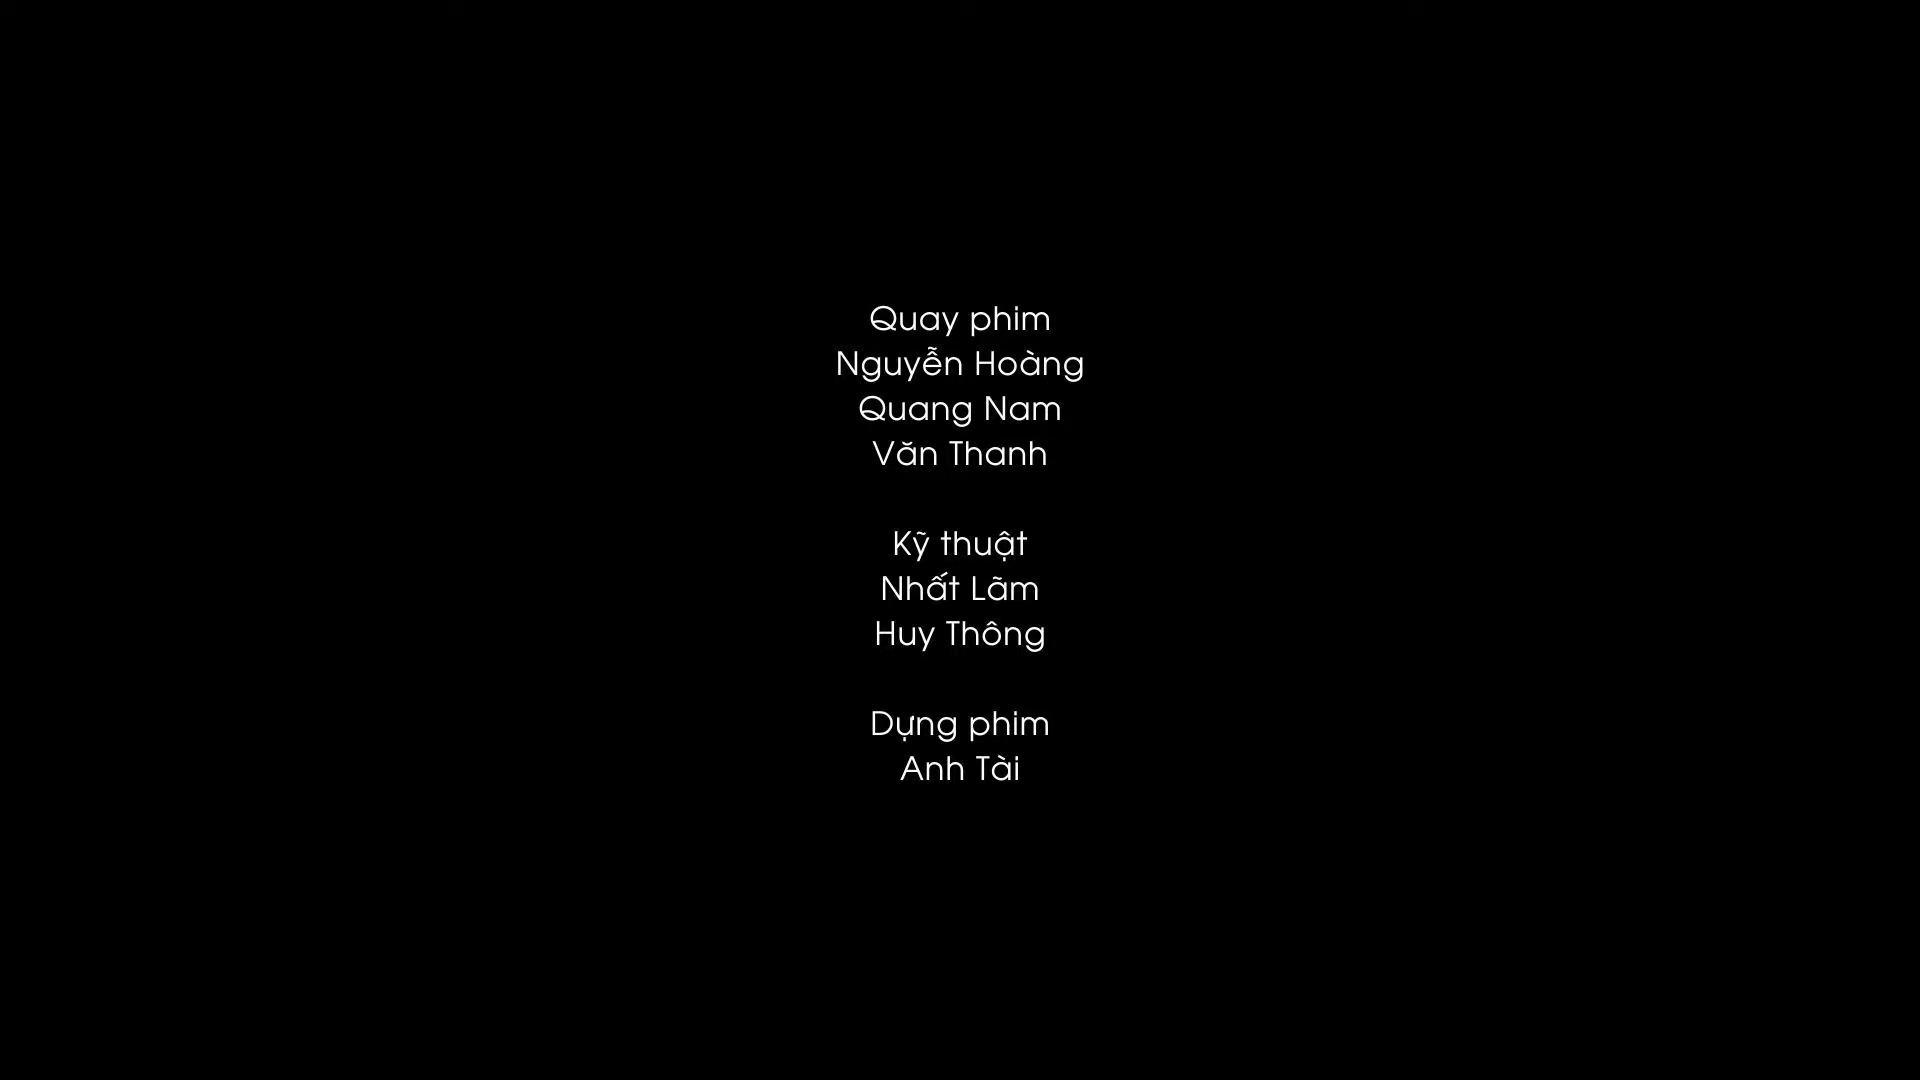 Quay phim
Nguyễn Hoàng
Quang Nam
Văn Thanh
Kỹ thuật
Nhất Lãm
Huy Thông
Dựng phim
Anh Tài